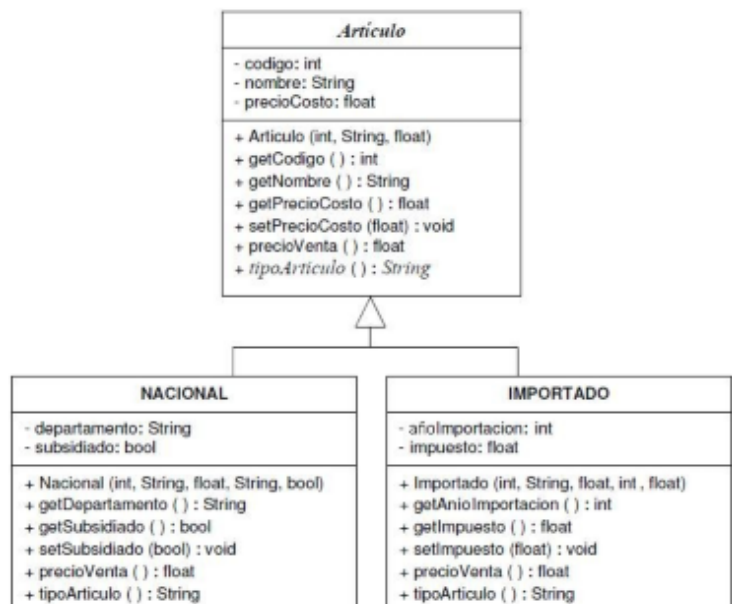 Artículo
- codigo: int
- nombre: String
- precioCosto: float
+ Articulo (int, String, float)
+ getCodigo ( ) : int
+ getNombre ( ) : String
+ getPrecioCosto ( ) : float
+ setPrecioCosto (float) : void
+ precioVenta ( ) : float
+ tipoArticulo ( ) : String
NACIONAL
- departamento: String
- subsidiado: bool
+ Nacional (int, String, float, String, bool)
+ getDepartamento ( ) : String
+ getSubsidiado ( ) : bool
+ setSubsidiado (bool) : void
+ precioVenta ( ) : float
+ tipoArticulo ( ) : String
IMPORTADO
- añoImportacion: int
- impuesto: float
+ Importado (int, String, float, int , float)
+ getAnioImportacion ( ) : int
+ getImpuesto ( ) : float
+ setImpuesto (float) : void
+ precioVenta ( ) : float
+ tipoArticulo ( ) : String